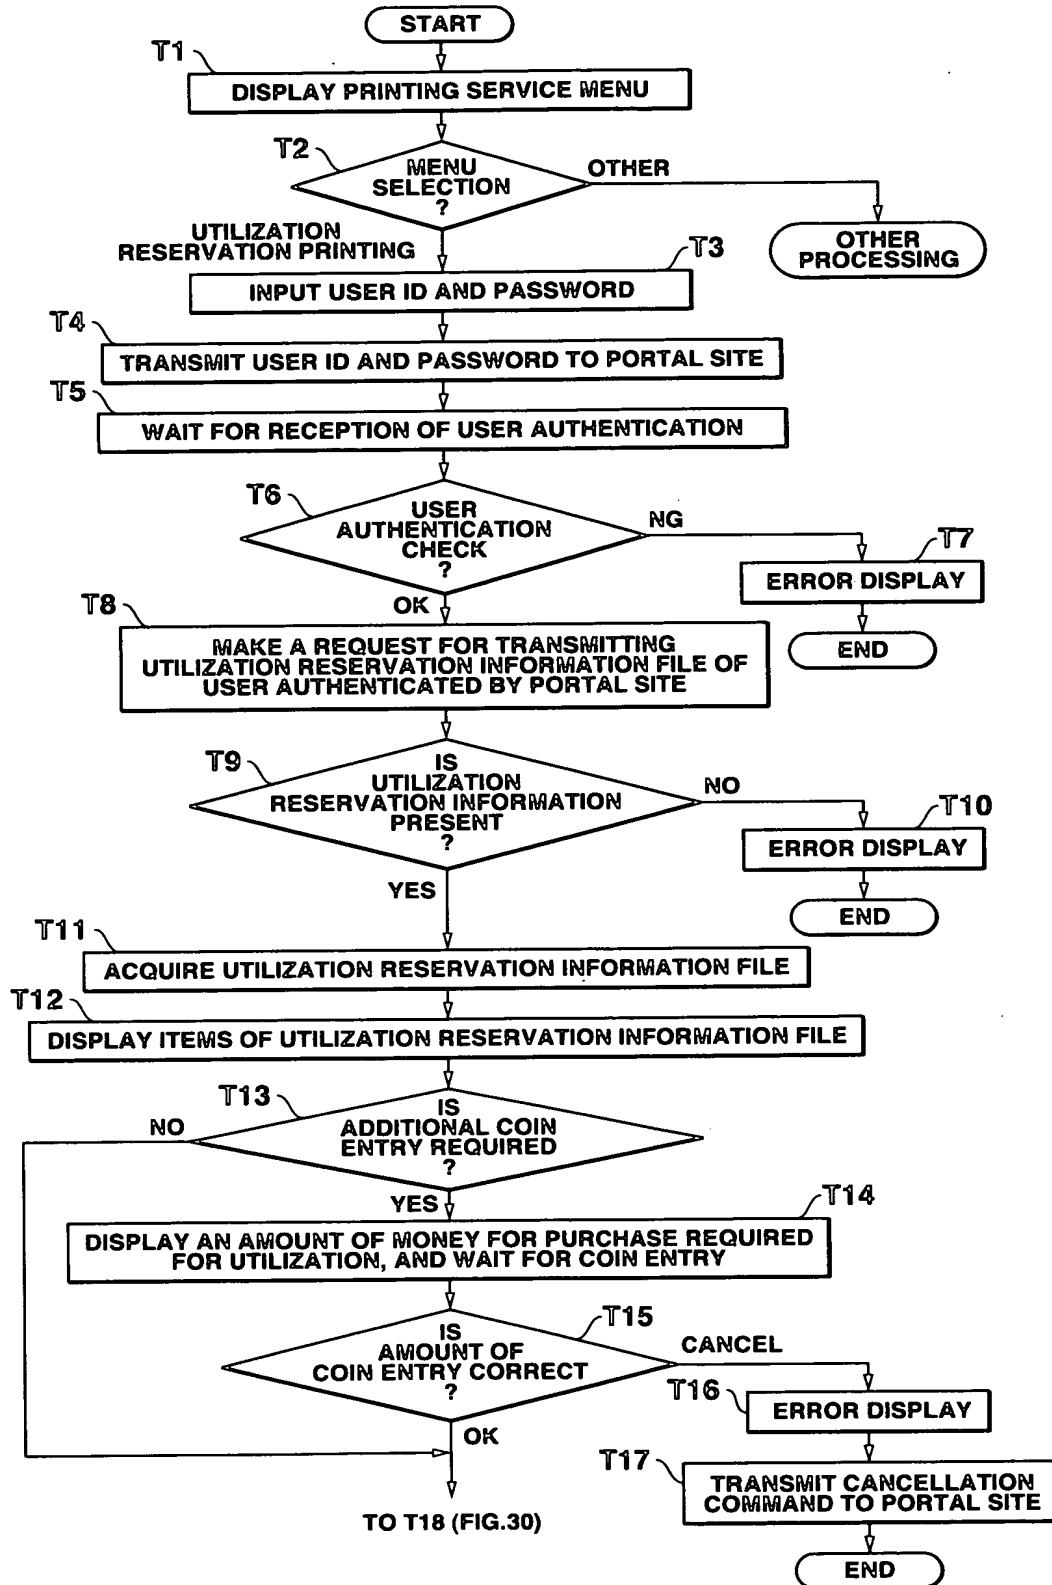 START
T1
DISPLAY PRINTING SERVICE MENU
T2
MENU
SELECTION
?
OTHER
OTHER
PROCESSING
UTILIZATION
RESERVATION PRINTING
T3
INPUT USER ID AND PASSWORD
T4
TRANSMIT USER ID AND PASSWORD TO PORTAL SITE
T5
WAIT FOR RECEPTION OF USER AUTHENTICATION
T6
USER
AUTHENTICATION
CHECK
?
NG
T7
ERROR DISPLAY
END
OK
T8
MAKE A REQUEST FOR TRANSMITTING
UTILIZATION RESERVATION INFORMATION FILE OF
USER AUTHENTICATED BY PORTAL SITE
T9
IS
UTILIZATION
RESERVATION INFORMATION
PRESENT
?
NO
T10
ERROR DISPLAY
END
YES
T11
ACQUIRE UTILIZATION RESERVATION INFORMATION FILE
T12
DISPLAY ITEMS OF UTILIZATION RESERVATION INFORMATION FILE
T13
IS
ADDITIONAL COIN
ENTRY REQUIRED
?
NO
YES
T14
DISPLAY AN AMOUNT OF MONEY FOR PURCHASE REQUIRED
FOR UTILIZATION, AND WAIT FOR COIN ENTRY
T15
IS
AMOUNT OF
COIN ENTRY CORRECT
?
CANCEL
T16
ERROR DISPLAY
OK
T17
TRANSMIT CANCELLATION
COMMAND TO PORTAL SITE
TO T18 (FIG.30)
END